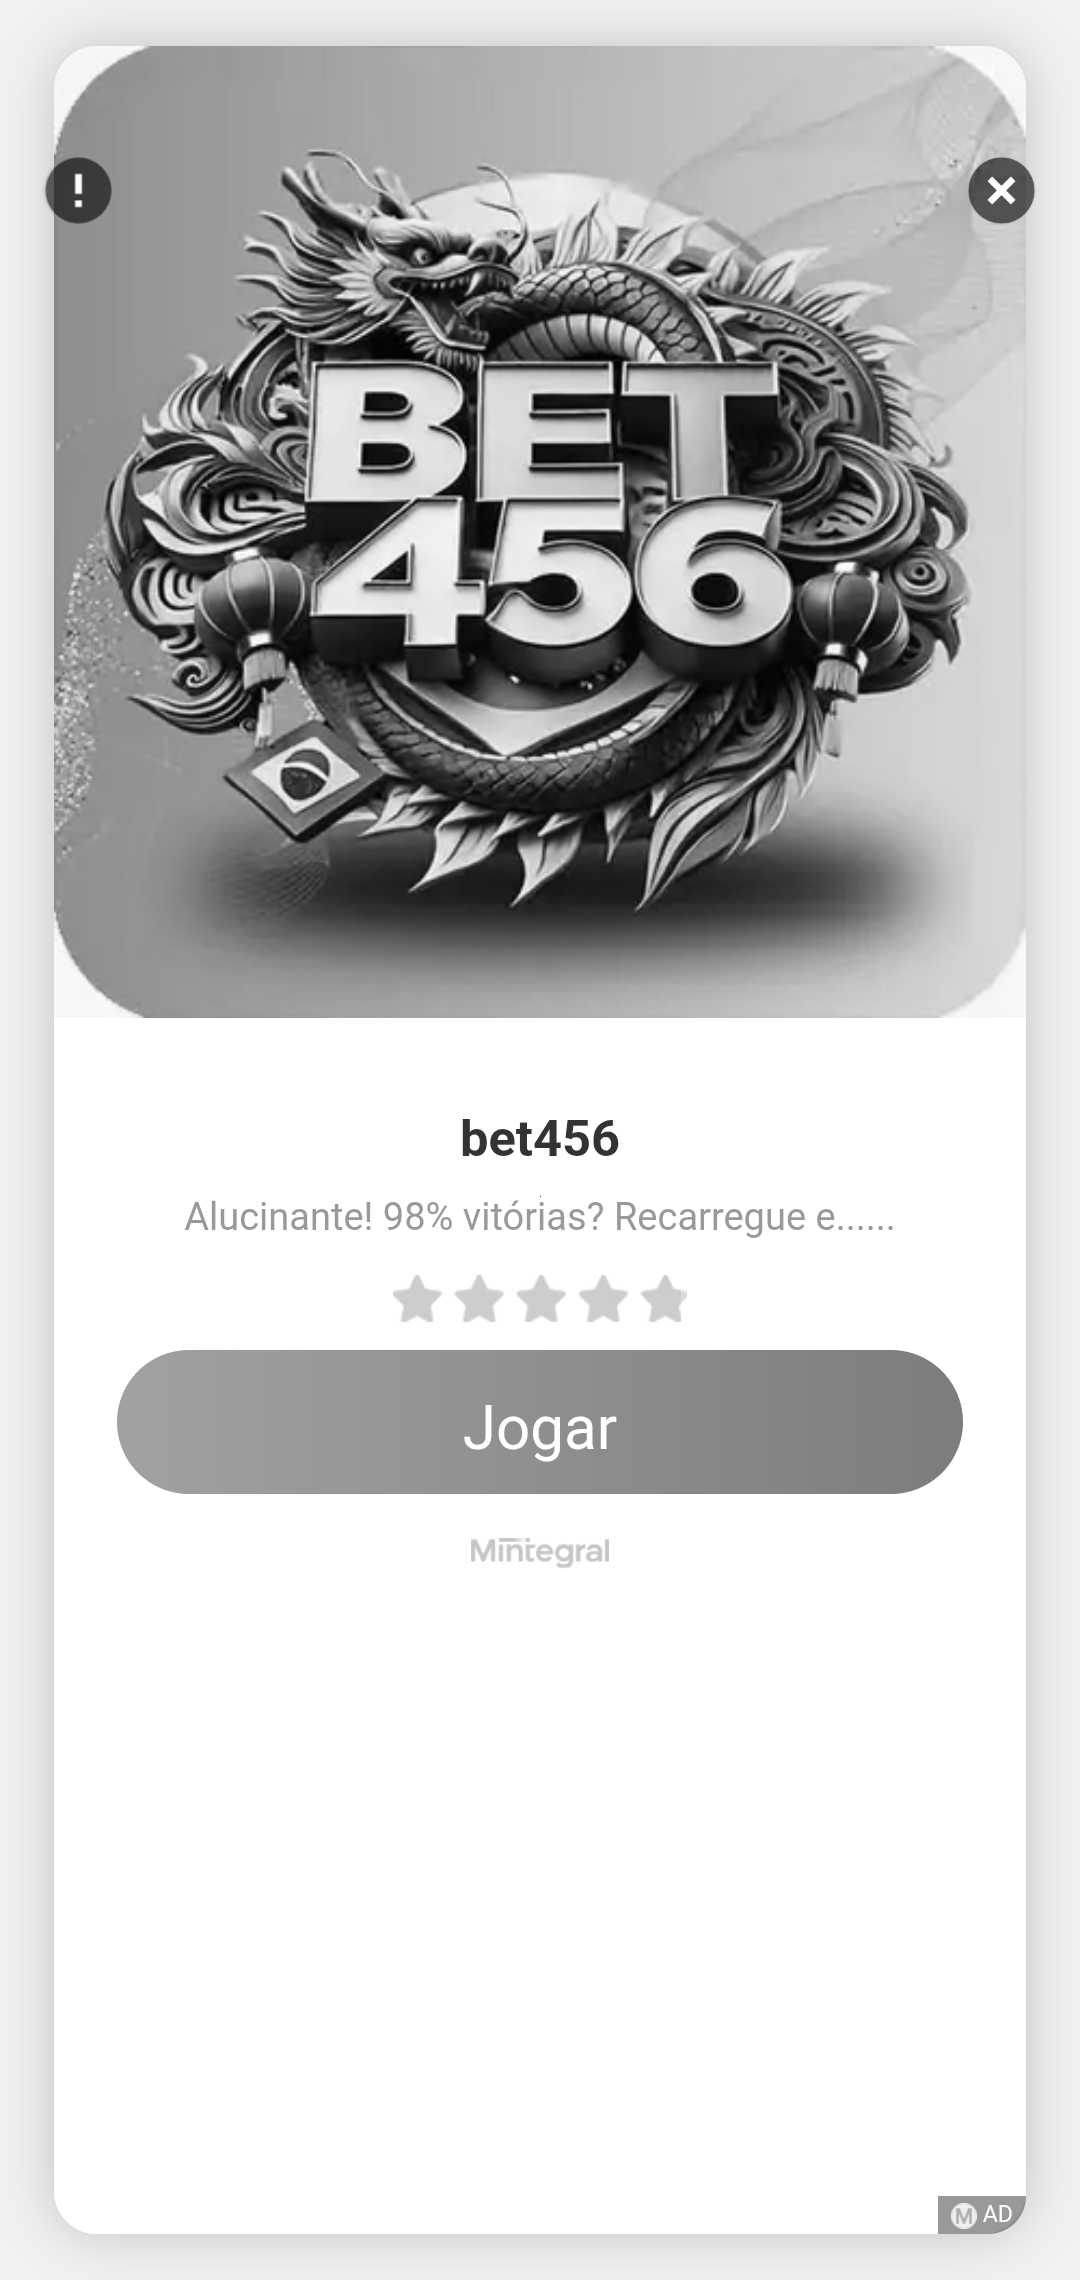 BET
456
bet456
Alucinante! 98% vitórias? Recarregue e......
Jogar
Mintegral
M AD